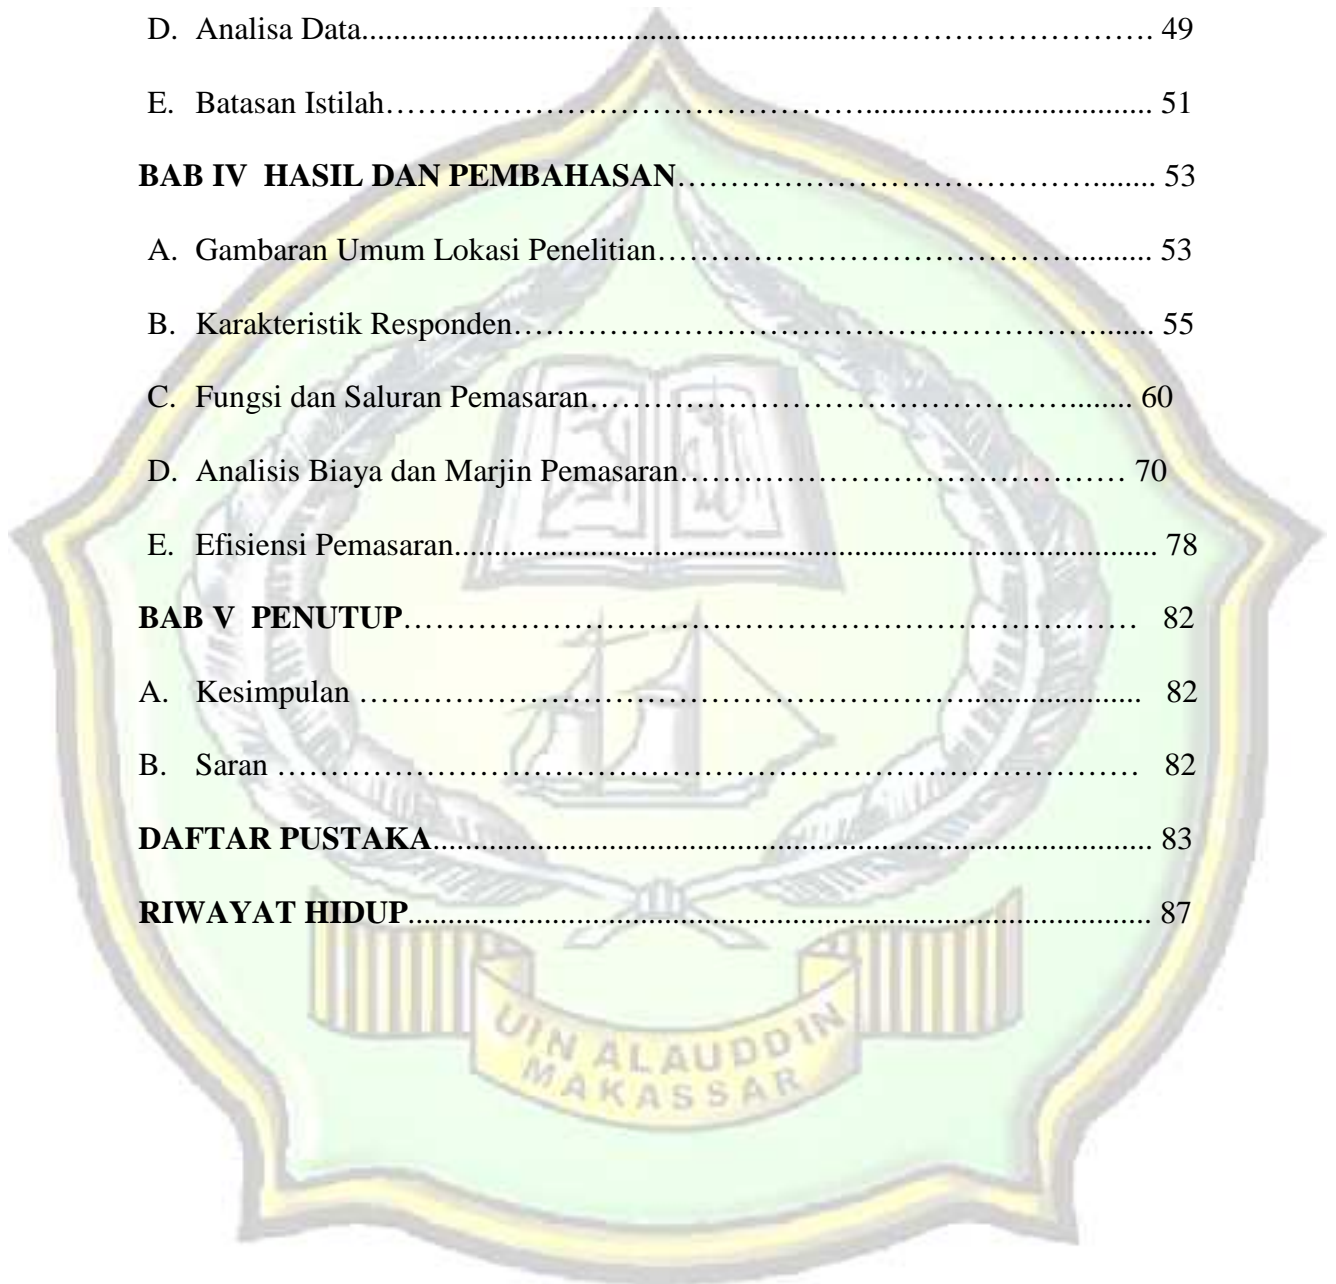 D. Analisa Data..............................................................……………………………. 49
E. Batasan Istilah………………………………………………................................... 51
BAB IV HASIL DAN PEMBAHASAN…………………………………….......... 53
A. Gambaran Umum Lokasi Penelitian……………………………………............ 53
B. Karakteristik Responden………………………………………………………....... 55
C. Fungsi dan Saluran Pemasaran……………………………………………......... 60
D. Analisis Biaya dan Marjin Pemasaran…………………………………………… 70
E. Efisiensi Pemasaran........................................................................................ 78
BAB V PENUTUP………………………………………………………………………… 82
A. Kesimpulan ………………………………………………………...................... 82
B. Saran ………………………………………………………………………………… 82
DAFTAR PUSTAKA.......................................................................................... 83
RIWAYAT HIDUP............................................................................................. 87
UIN ALAUDDIN
MAKASSAR